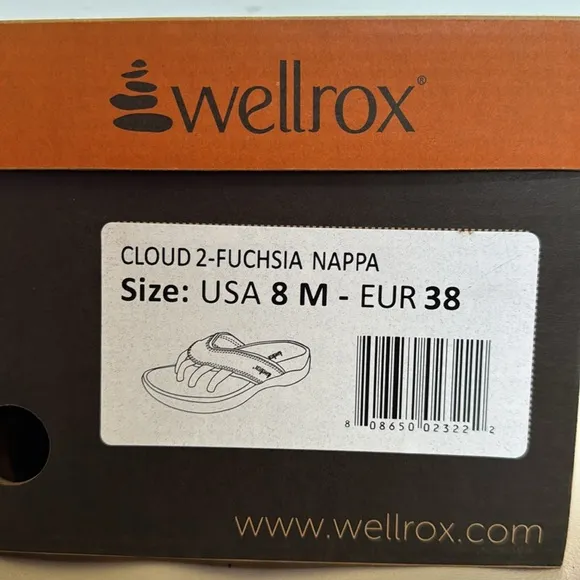 wellrox®
CLOUD 2-FUCHSIA NAPPA
Size: USA 8 M - EUR 38
8 08650 02322 2
www.wellrox.com